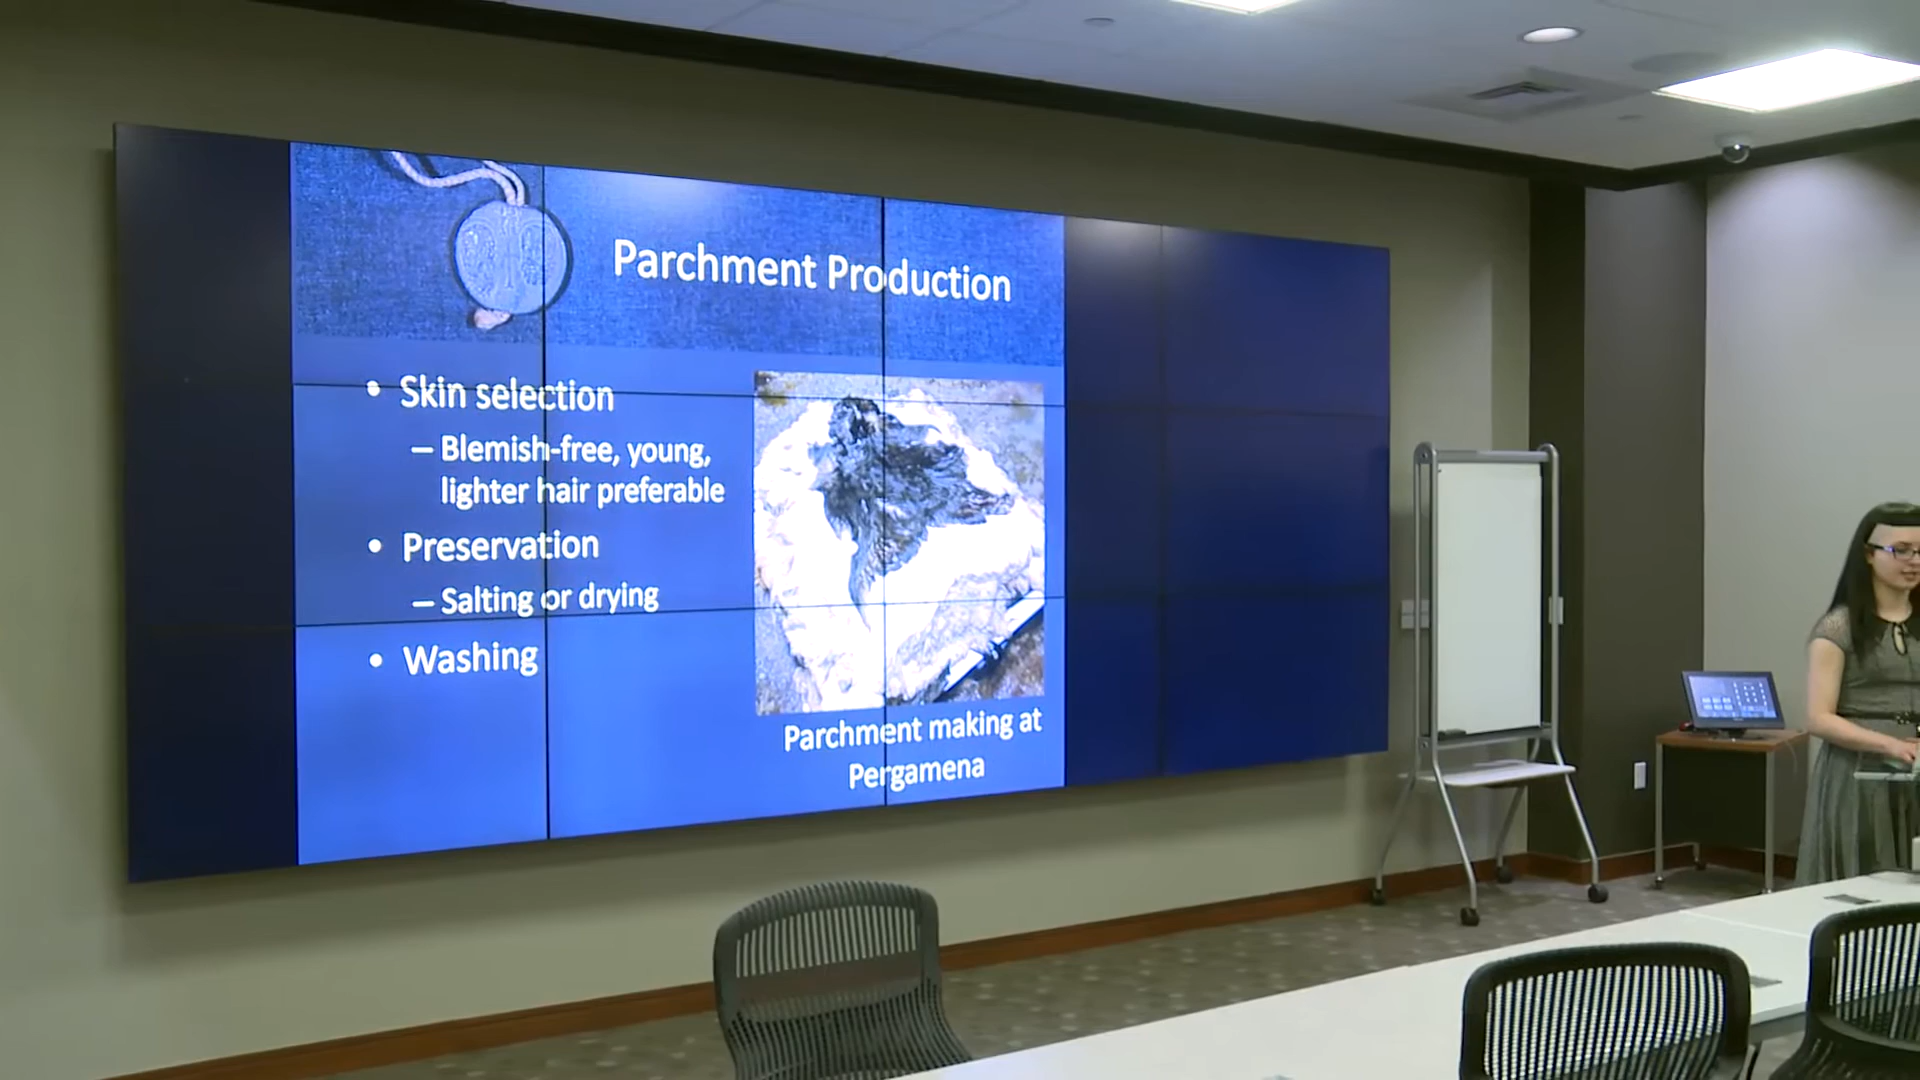 Parchment Production
• Skin selection
– Blemish-free, young,
lighter hair preferable
• Preservation
– Salting or drying
• Washing
Parchment making at
Pergamena